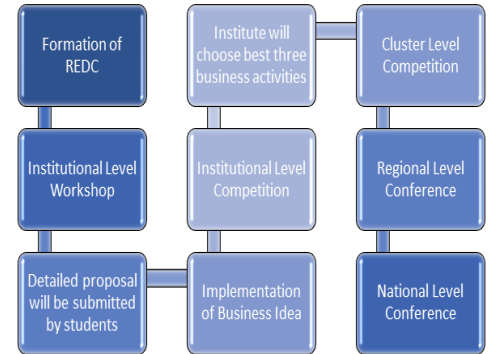 Formation of
REDC
Institutional Level
Workshop
Detailed proposal
will be submitted
by students
Implementation
of Business Idea
Institutional Level
Competition
Institute will
choose best three
business activities
Cluster Level
Competition
Regional Level
Conference
National Level
Conference